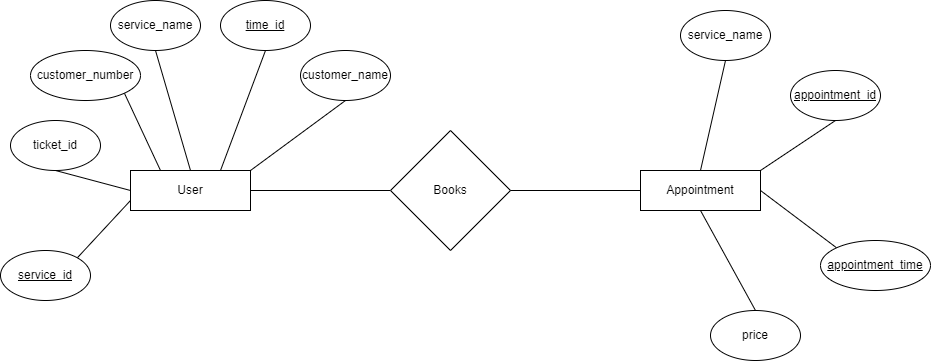 service_name
time_id
service_name
customer_number
customer_name
appointment_id
ticket_id
User
Books
Appointment
service_id
appointment_time
price